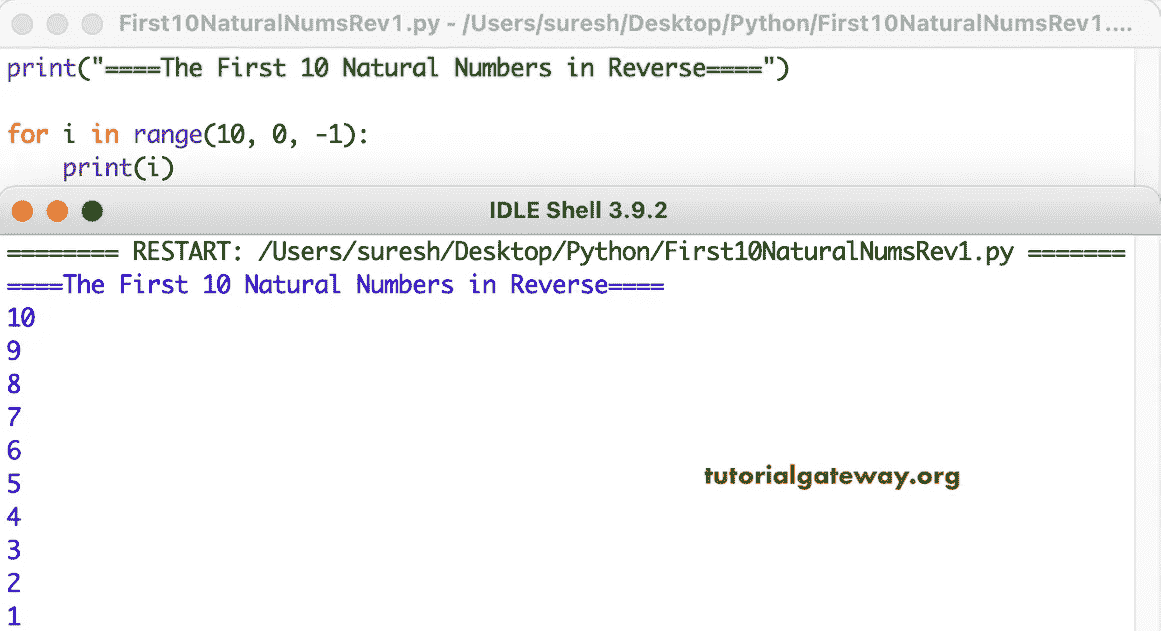 First10NaturalNumsRev1.py - /Users/suresh/Desktop/Python/First10NaturalNumsRev1....
print("====The First 10 Natural Numbers in Reverse====")
for i in range(10, 0, -1):
    print(i)
IDLE Shell 3.9.2
======== RESTART: /Users/suresh/Desktop/Python/First10NaturalNumsRev1.py =======
====The First 10 Natural Numbers in Reverse====
10
9
8
7
6
5
tutorialgateway.org
4
3
2
1